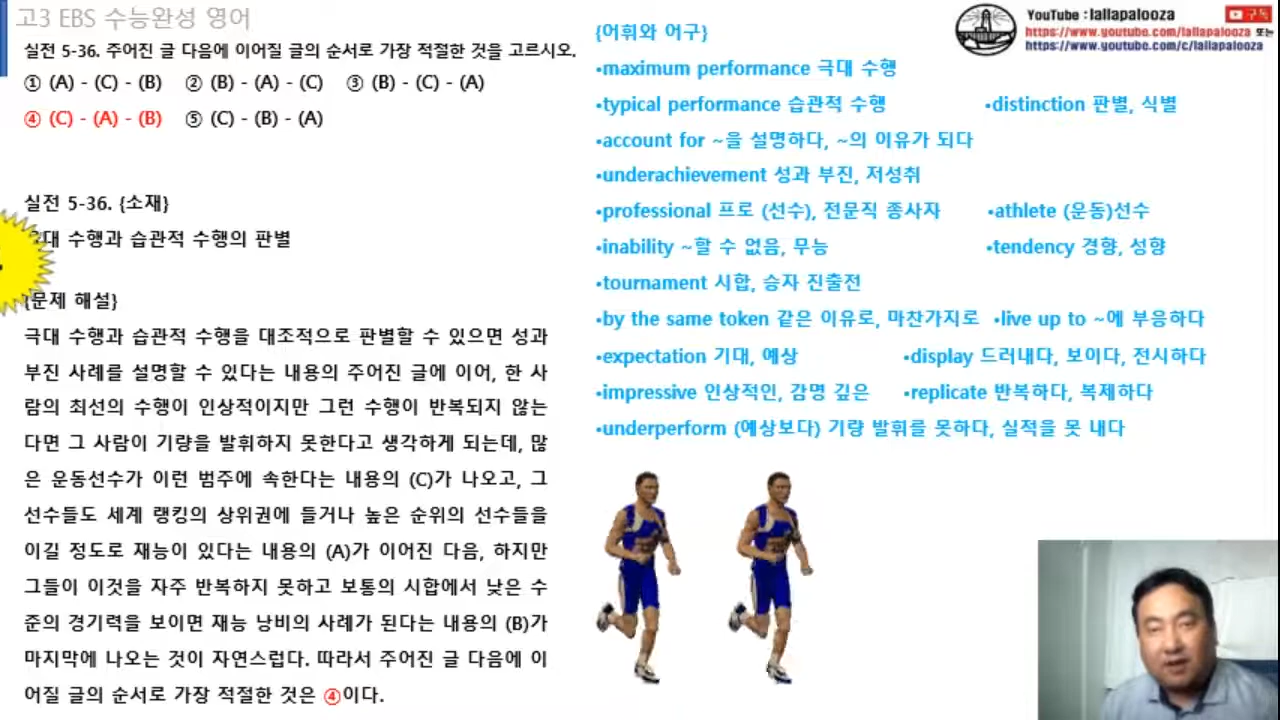 고3 EBS 수능완성 영어
실전 5-36. 주어진 글 다음에 이어질 글의 순서로 가장 적절한 것을 고르시오.
① (A) - (C) - (B) ② (B) - (A) - (C) ③ (B) - (C) - (A)
④ (C) - (A) - (B) ⑤ (C) - (B) - (A)
실전 5-36. {소재}
대 수행과 습관적 수행의 판별
{문제 해설}
극대 수행과 습관적 수행을 대조적으로 판별할 수 있으면 성과
부진 사례를 설명할 수 있다는 내용의 주어진 글에 이어, 한 사
람의 최선의 수행이 인상적이지만 그런 수행이 반복되지 않는
다면 그 사람이 기량을 발휘하지 못한다고 생각하게 되는데, 많
은 운동선수가 이런 범주에 속한다는 내용의 (C)가 나오고, 그
선수들도 세계 랭킹의 상위권에 들거나 높은 순위의 선수들을
이길 정도로 재능이 있다는 내용의 (A)가 이어진 다음, 하지만
그들이 이것을 자주 반복하지 못하고 보통의 시합에서 낮은 수
준의 경기력을 보이면 재능 낭비의 사례가 된다는 내용의 (B)가
마지막에 나오는 것이 자연스럽다. 따라서 주어진 글 다음에 이
어질 글의 순서로 가장 적절한 것은 ④이다.
{어휘와 어구}
•maximum performance 극대 수행
•typical performance 습관적 수행 •distinction 판별, 식별
•account for ~을 설명하다, ~의 이유가 되다
•underachievement 성과 부진, 저성취
•professional 프로 (선수), 전문직 종사자 •athlete (운동)선수
•inability ~할 수 없음, 무능 •tendency 경향, 성향
•tournament 시합, 승자 진출전
•by the same token 같은 이유로, 마찬가지로 •live up to ~에 부응하다
•expectation 기대, 예상 •display 드러내다, 보이다, 전시하다
•impressive 인상적인, 감명 깊은 •replicate 반복하다, 복제하다
•underperform (예상보다) 기량 발휘를 못하다, 실적을 못 내다
YouTube : lallapalooza 구독
https://www.youtube.com/lallapalooza 또는
https://www.youtube.com/c/lallapalooza